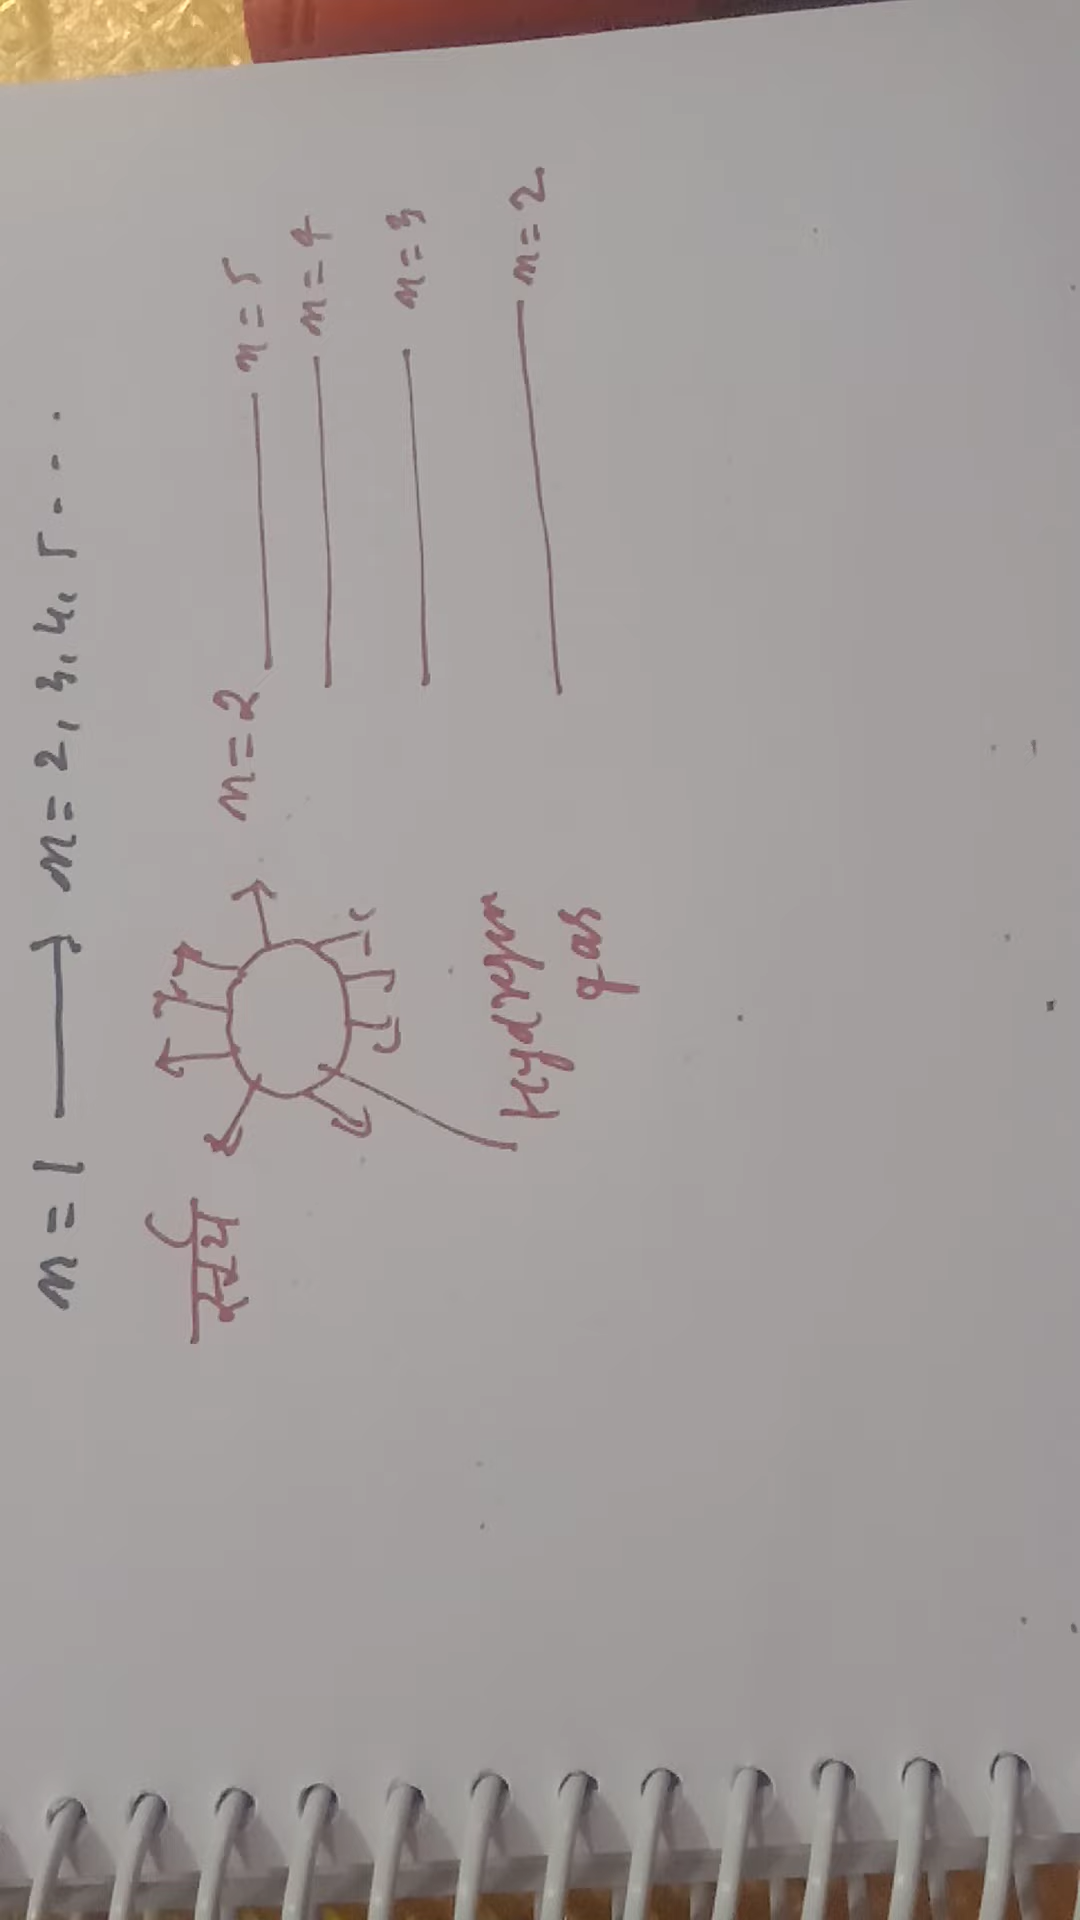 n = 1 ⟶ n = 2, 3, 4, 5 - - - .
सूर्य
n = 2
n = 5
n = 4
n = 3
n = 2
Hydrogen
gas